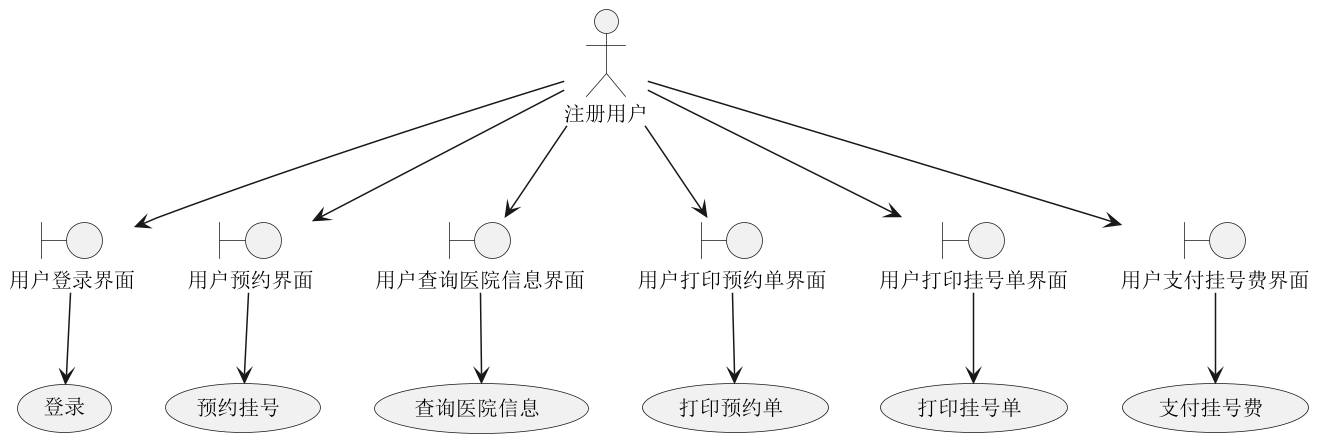 注册用户
用户登录界面
用户预约界面
用户查询医院信息界面
用户打印预约单界面
用户打印挂号单界面
用户支付挂号费界面
登录
预约挂号
查询医院信息
打印预约单
打印挂号单
支付挂号费